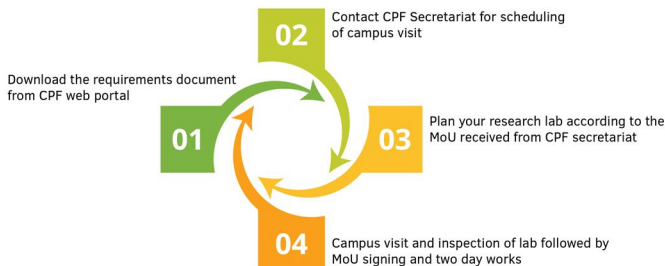 02
Contact CPF Secretariat for scheduling
of campus visit
Download the requirements document
from CPF web portal
01
03
Plan your research lab according to the
MoU received from CPF secretariat
04
Campus visit and inspection of lab followed by
MoU signing and two day works